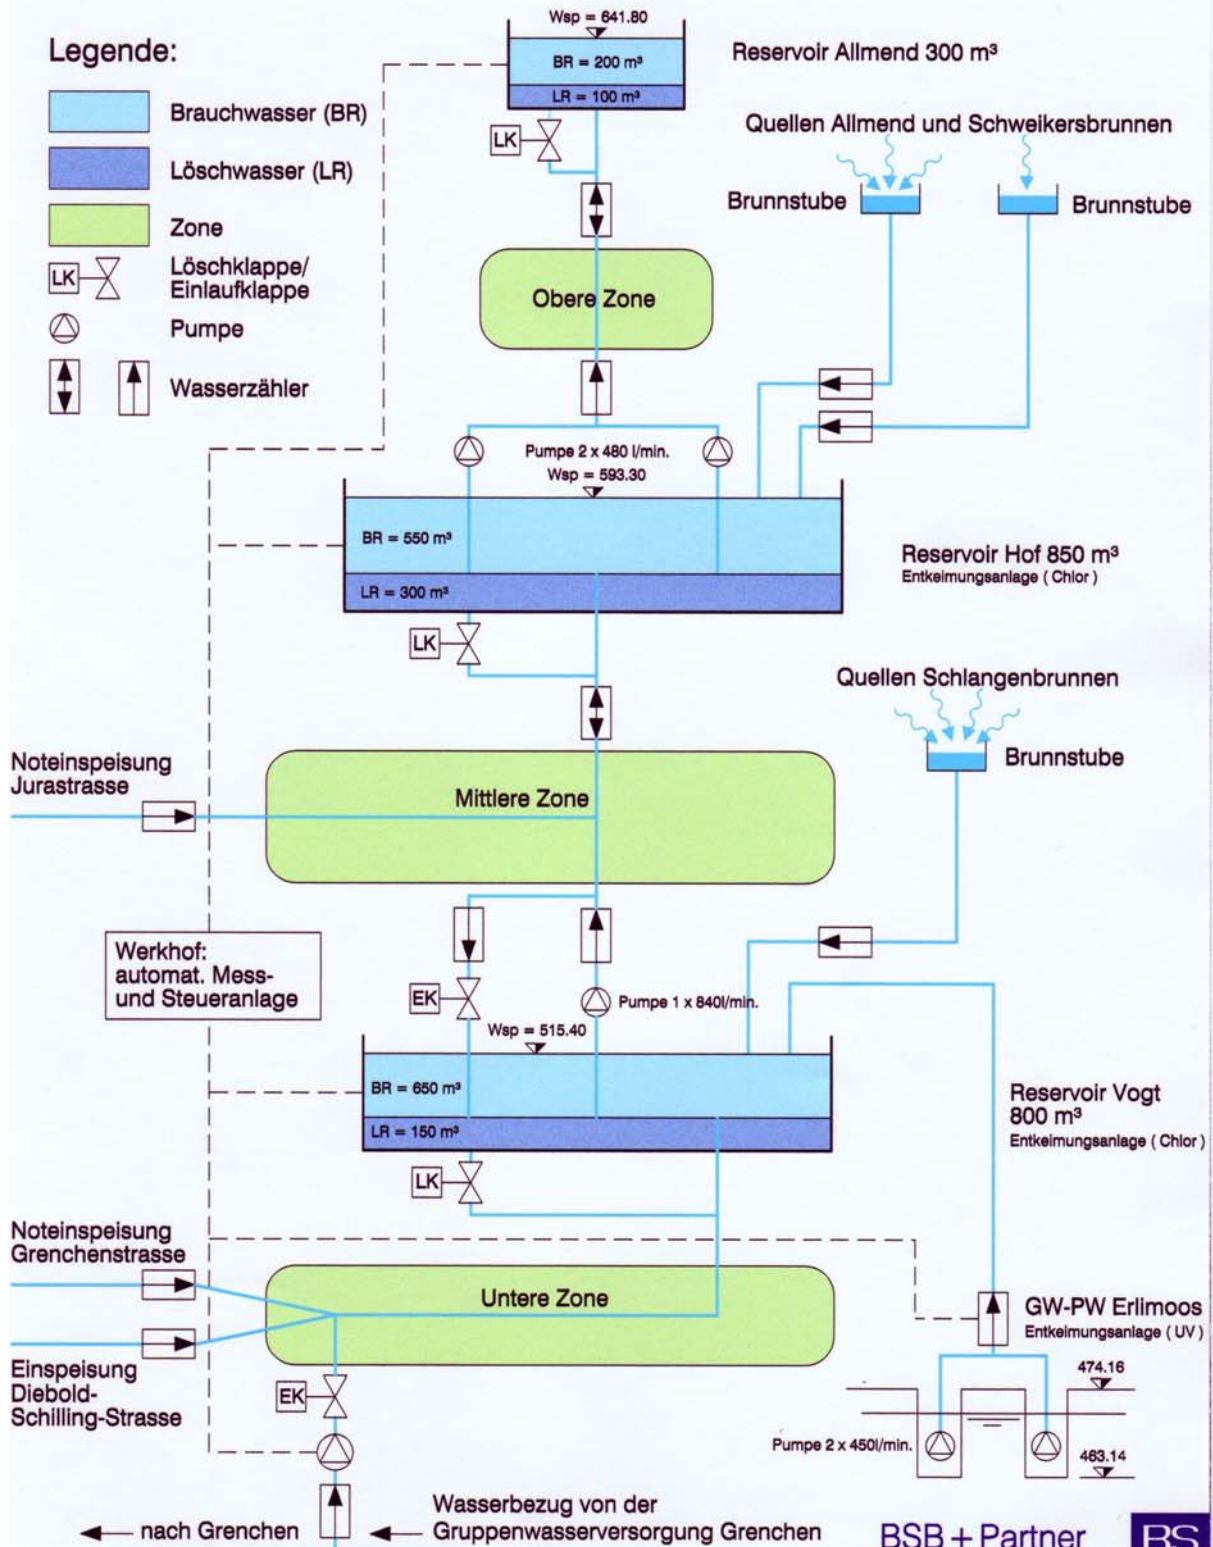 Wsp = 641.80
Legende:
Reservoir Allmend 300 m³
BR = 200 m³
LR = 100 m³
Brauchwasser (BR)
LK
Quellen Allmend und Schweikersbrunnen
Löschwasser (LR)
Brunnstube
Brunnstube
Zone
LK
Löschklappe/
Einlaufklappe
Obere Zone
Pumpe
Wasserzähler
Pumpe 2 x 480 l/min.
Wsp = 593.30
BR = 550 m³
Reservoir Hof 850 m³
Entkeimungsanlage ( Chlor )
LR = 300 m³
LK
Quellen Schlangenbrunnen
Brunnstube
Noteinspeisung
Jurastrasse
Mittlere Zone
Werkhof:
automat. Mess-
und Steueranlage
EK
Pumpe 1 x 840l/min.
Wsp = 515.40
BR = 650 m³
LR = 150 m³
Reservoir Vogt
800 m³
Entkeimungsanlage ( Chlor )
LK
Noteinspeisung
Grenchenstrasse
Untere Zone
GW-PW Erlimoos
Entkeimungsanlage ( UV )
Einspeisung
Diebold-
Schilling-Strasse
EK
474.16
Pumpe 2 x 450l/min.
463.14
nach Grenchen
Wasserbezug von der
Gruppenwasserversorgung Grenchen
BSB + Partner
BS